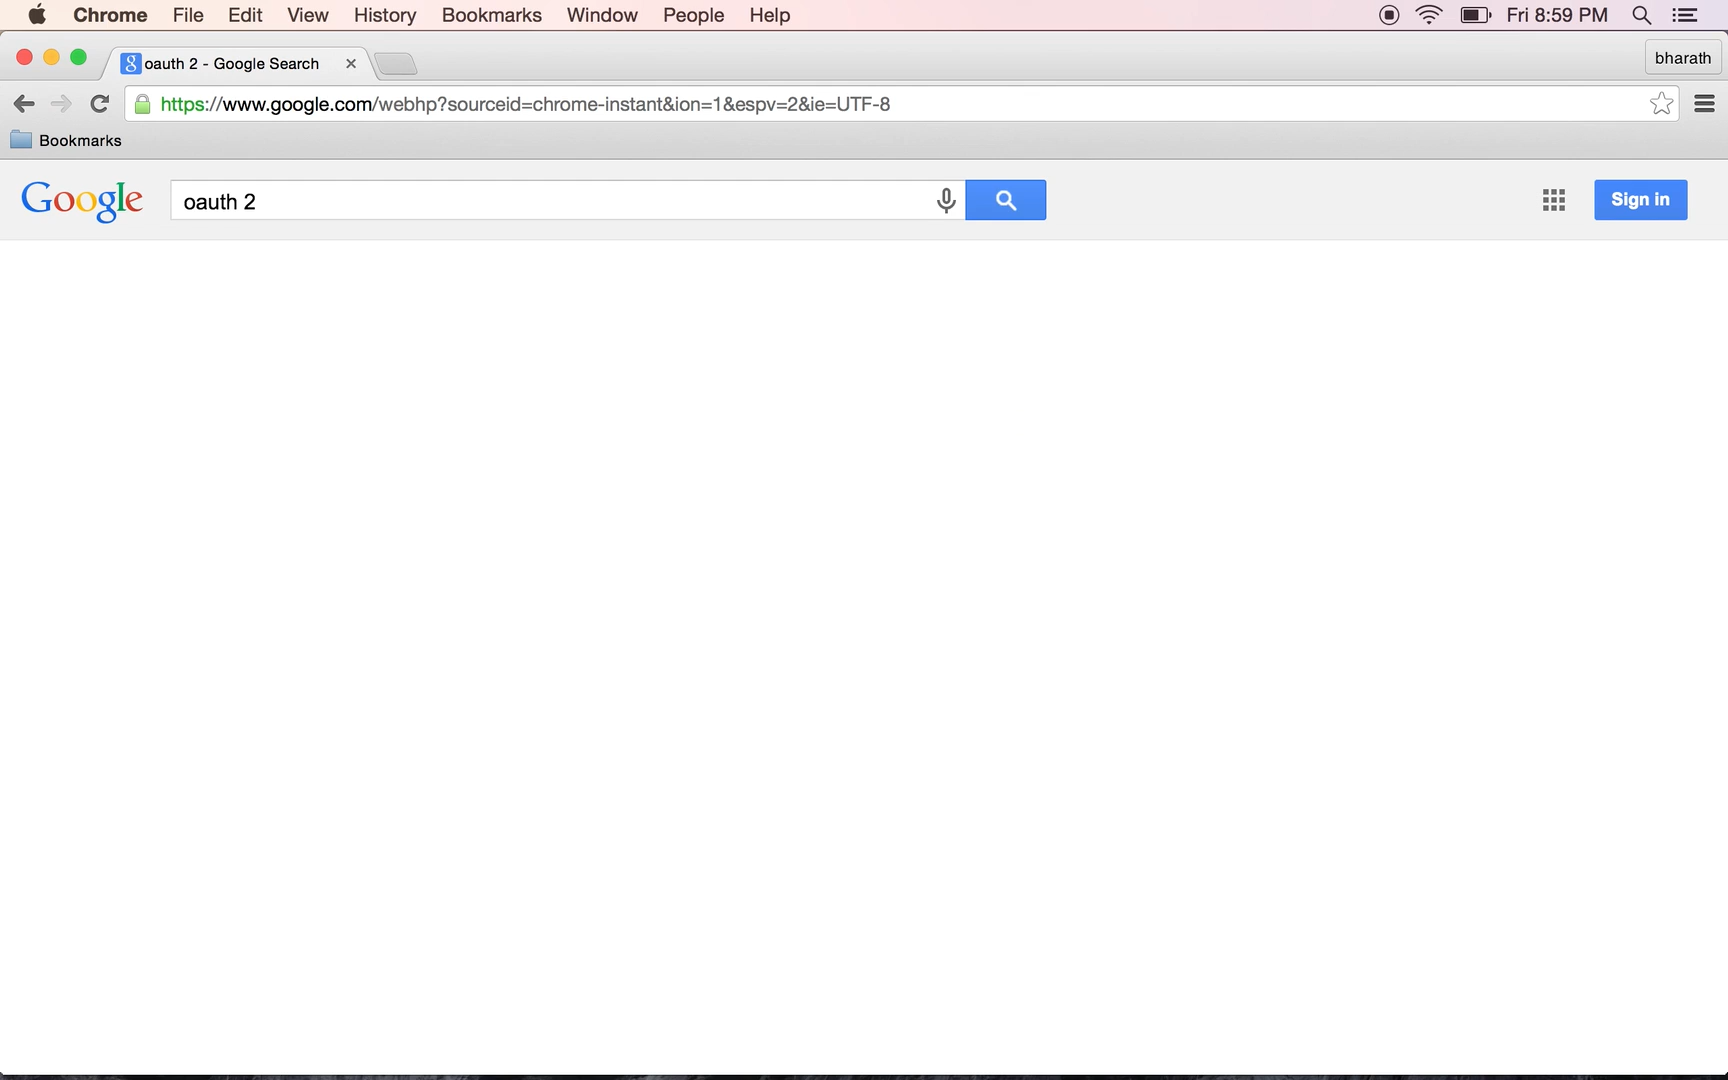 Chrome File Edit View History Bookmarks Window People Help Fri 8:59 PM
oauth 2 - Google Search bharath
https://www.google.com/webhp?sourceid=chrome-instant&ion=1&espv=2&ie=UTF-8
Bookmarks
Google oauth 2 Sign in